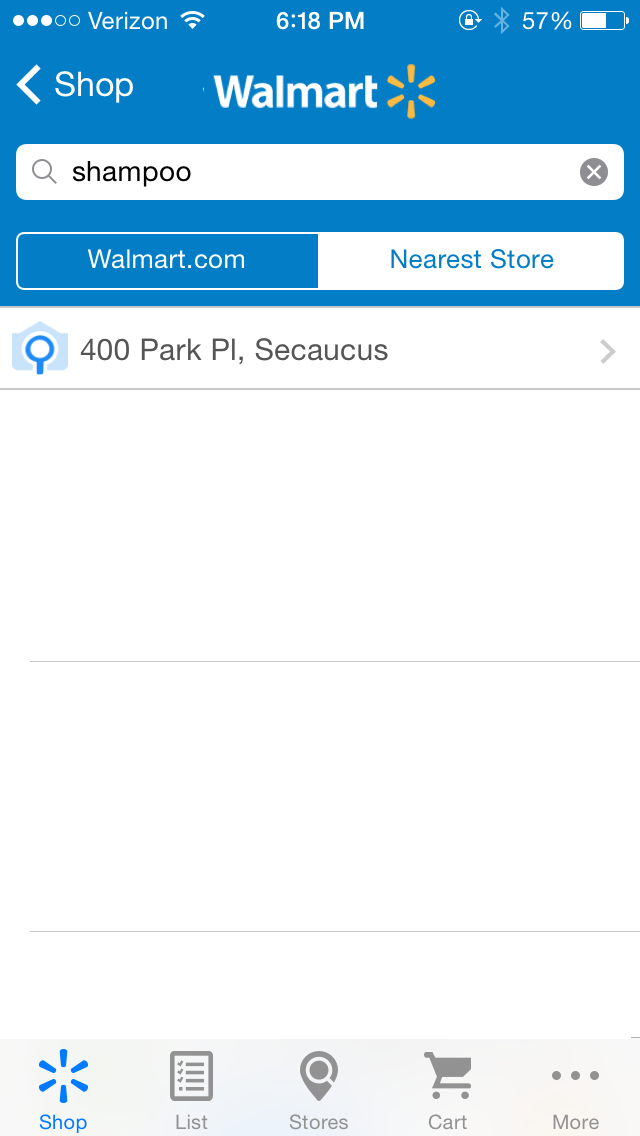 Verizon 6:18 PM 57%
Shop Walmart
shampoo
Walmart.com Nearest Store
400 Park Pl, Secaucus
Shop List Stores Cart More